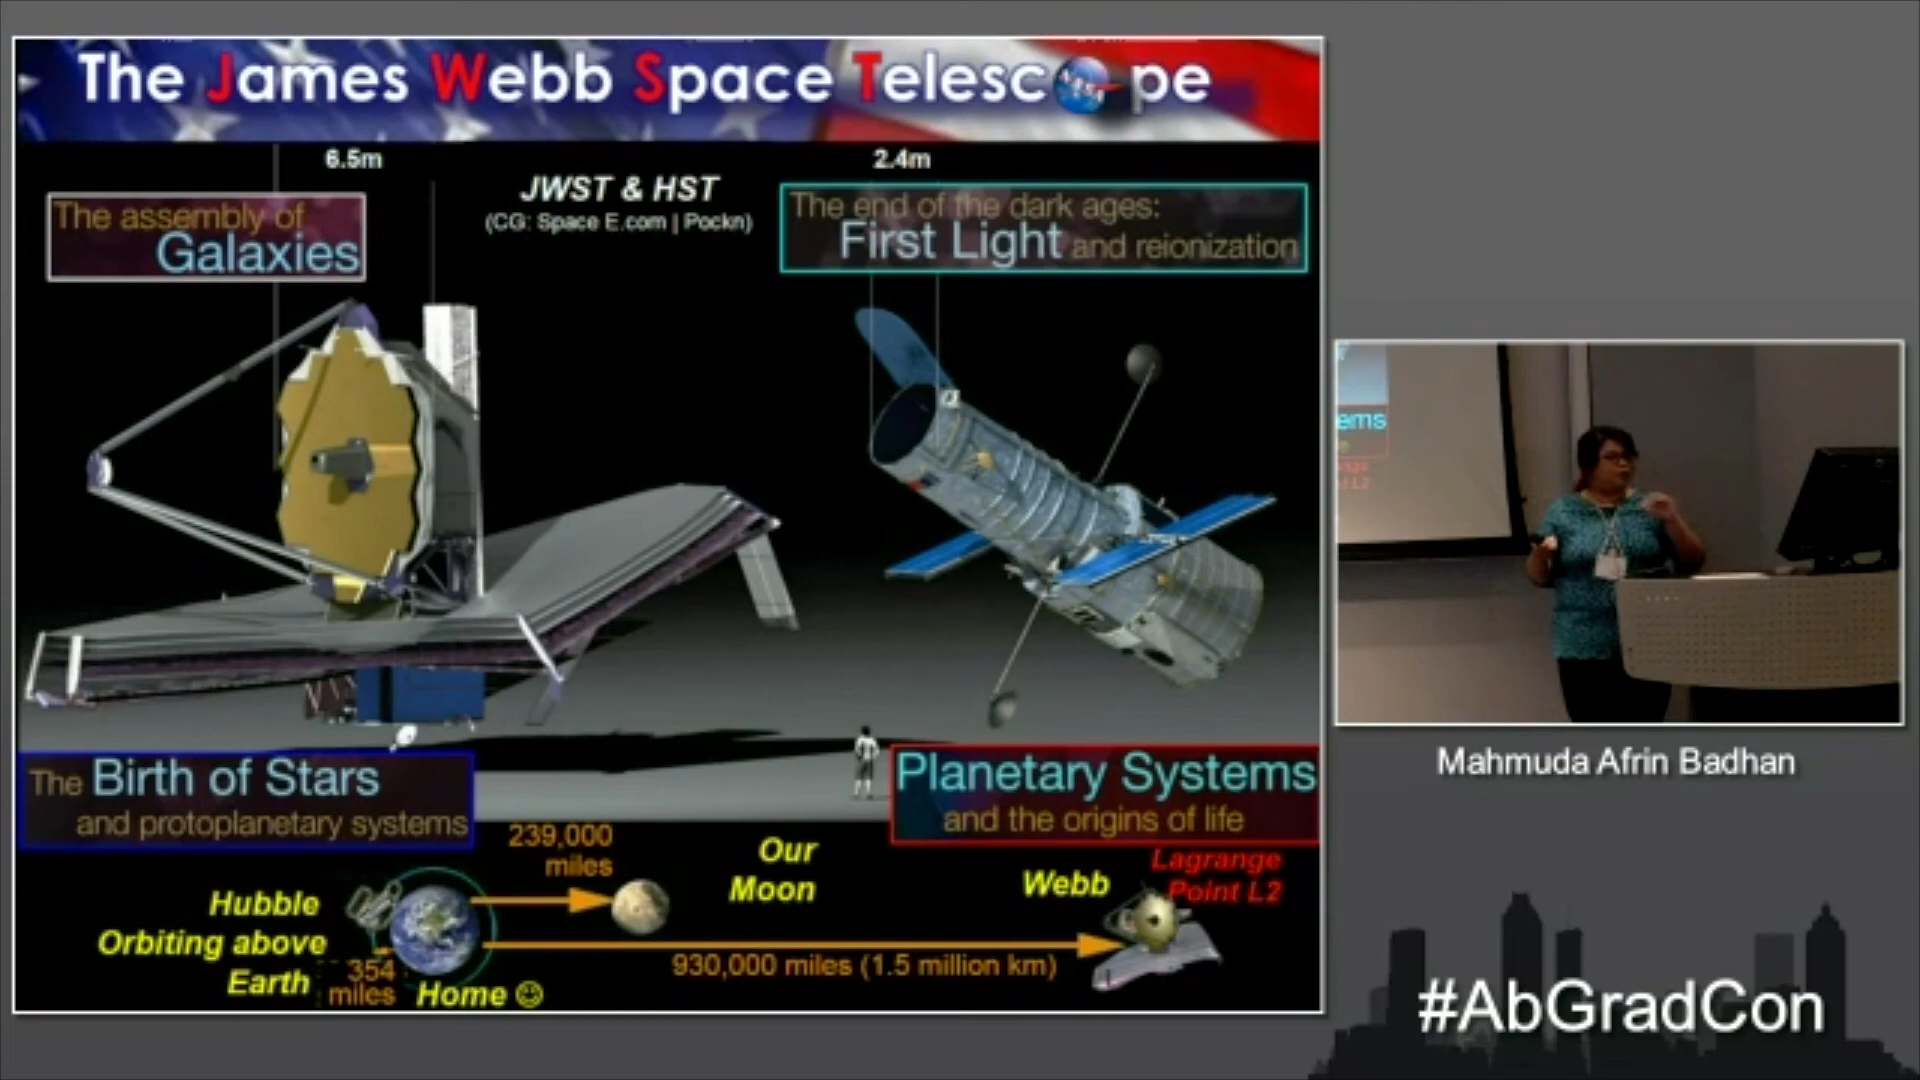 The James Webb Space Telescope
6.5m
2.4m
JWST & HST
(CG: Space E.com | Pockn)
The assembly of
Galaxies
The end of the dark ages:
First Light and reionization
The Birth of Stars
and protoplanetary systems
Planetary Systems
and the origins of life
239,000
miles
Our
Moon
Webb
Lagrange
Point L2
Hubble
Orbiting above
Earth
354
miles
Home ☺
930,000 miles (1.5 million km)
ems
Mahmuda Afrin Badhan
#AbGradCon